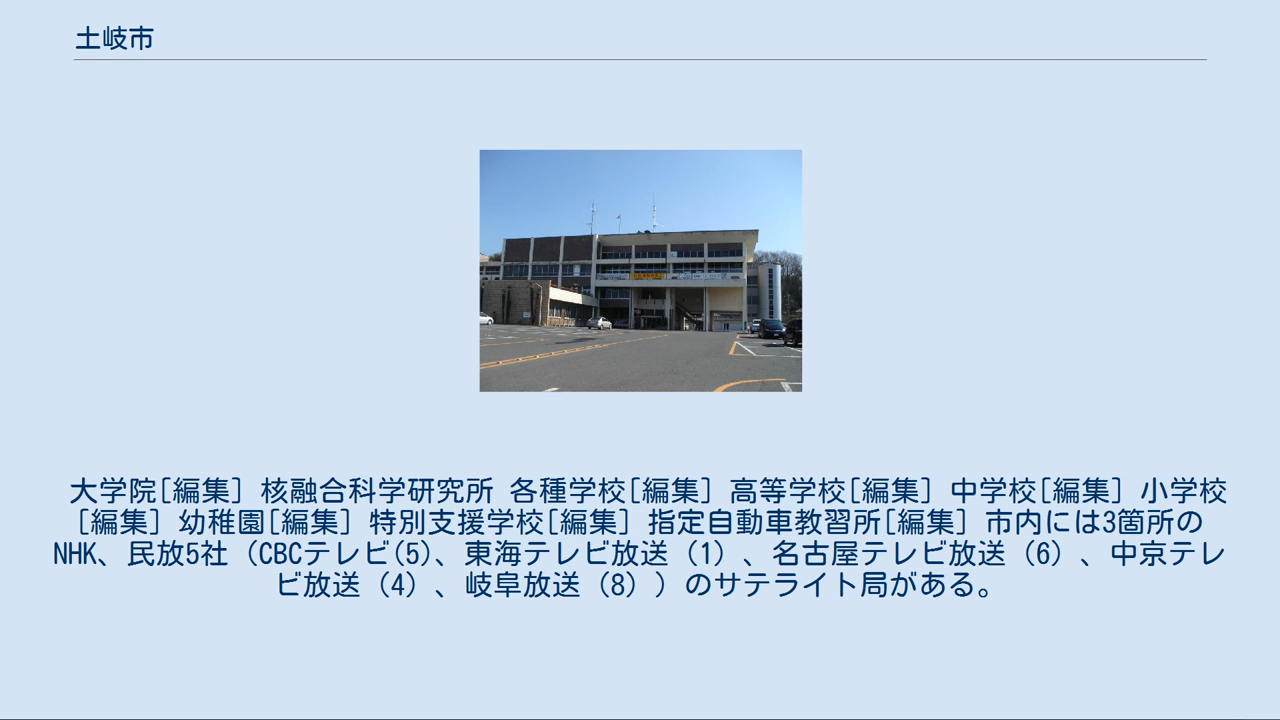 土岐市
大学院[編集] 核融合科学研究所 各種学校[編集] 高等学校[編集] 中学校[編集] 小学校
[編集] 幼稚園[編集] 特別支援学校[編集] 指定自動車教習所[編集] 市内には3箇所の
NHK、民放5社（CBCテレビ(5)、東海テレビ放送（1）、名古屋テレビ放送（6）、中京テレ
ビ放送（4）、岐阜放送（8））のサテライト局がある。